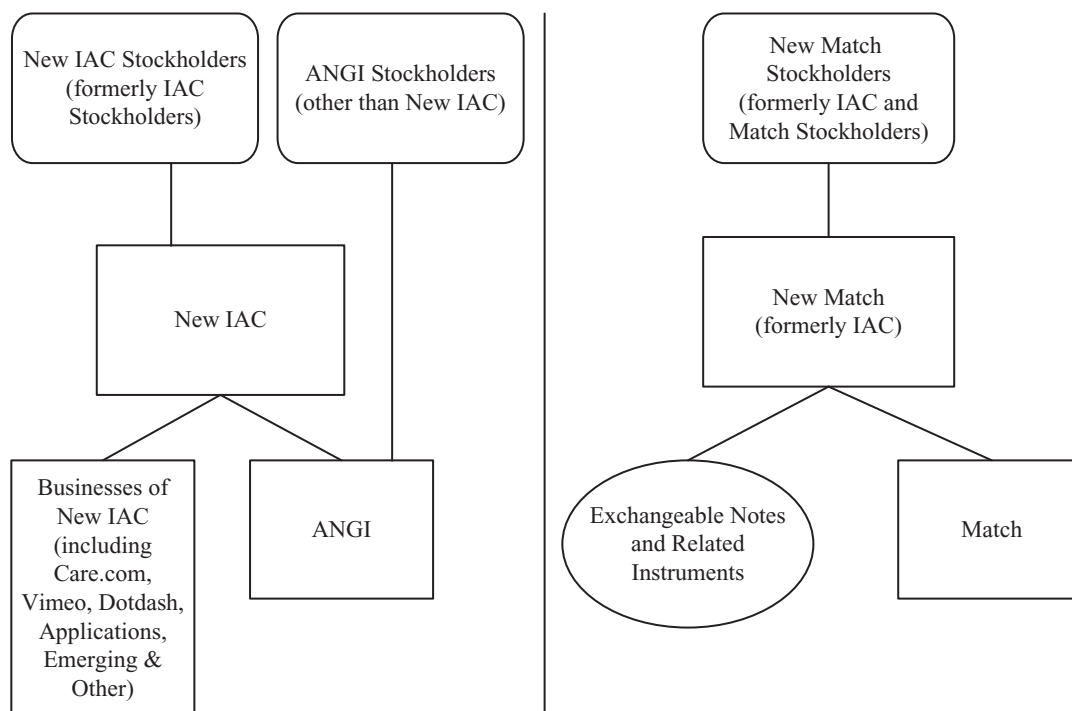 New IAC Stockholders
(formerly IAC
Stockholders)
ANGI Stockholders
(other than New IAC)
New IAC
Businesses of
New IAC
(including
Care.com,
Vimeo, Dotdash,
Applications,
Emerging &
Other)
ANGI
New Match
Stockholders
(formerly IAC and
Match Stockholders)
New Match
(formerly IAC)
Exchangeable Notes
and Related
Instruments
Match